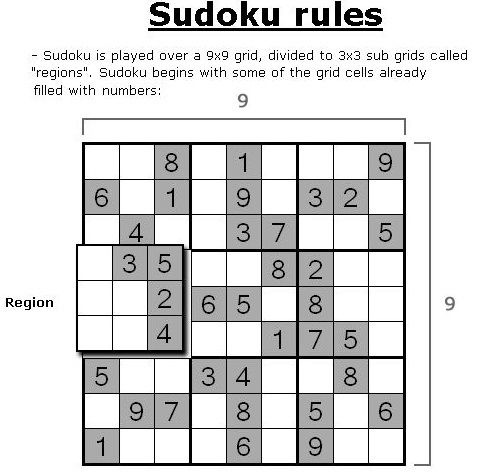 Sudoku rules
- Sudoku is played over a 9x9 grid, divided to 3x3 sub grids called
"regions". Sudoku begins with some of the grid cells already
filled with numbers:
9
8 1 9
6 1 9 3 2
4 3 7 5
3 5 8 2
Region 2 6 5 8 9
4 1 7 5
5 3 4 8
9 7 8 5 6
1 6 9